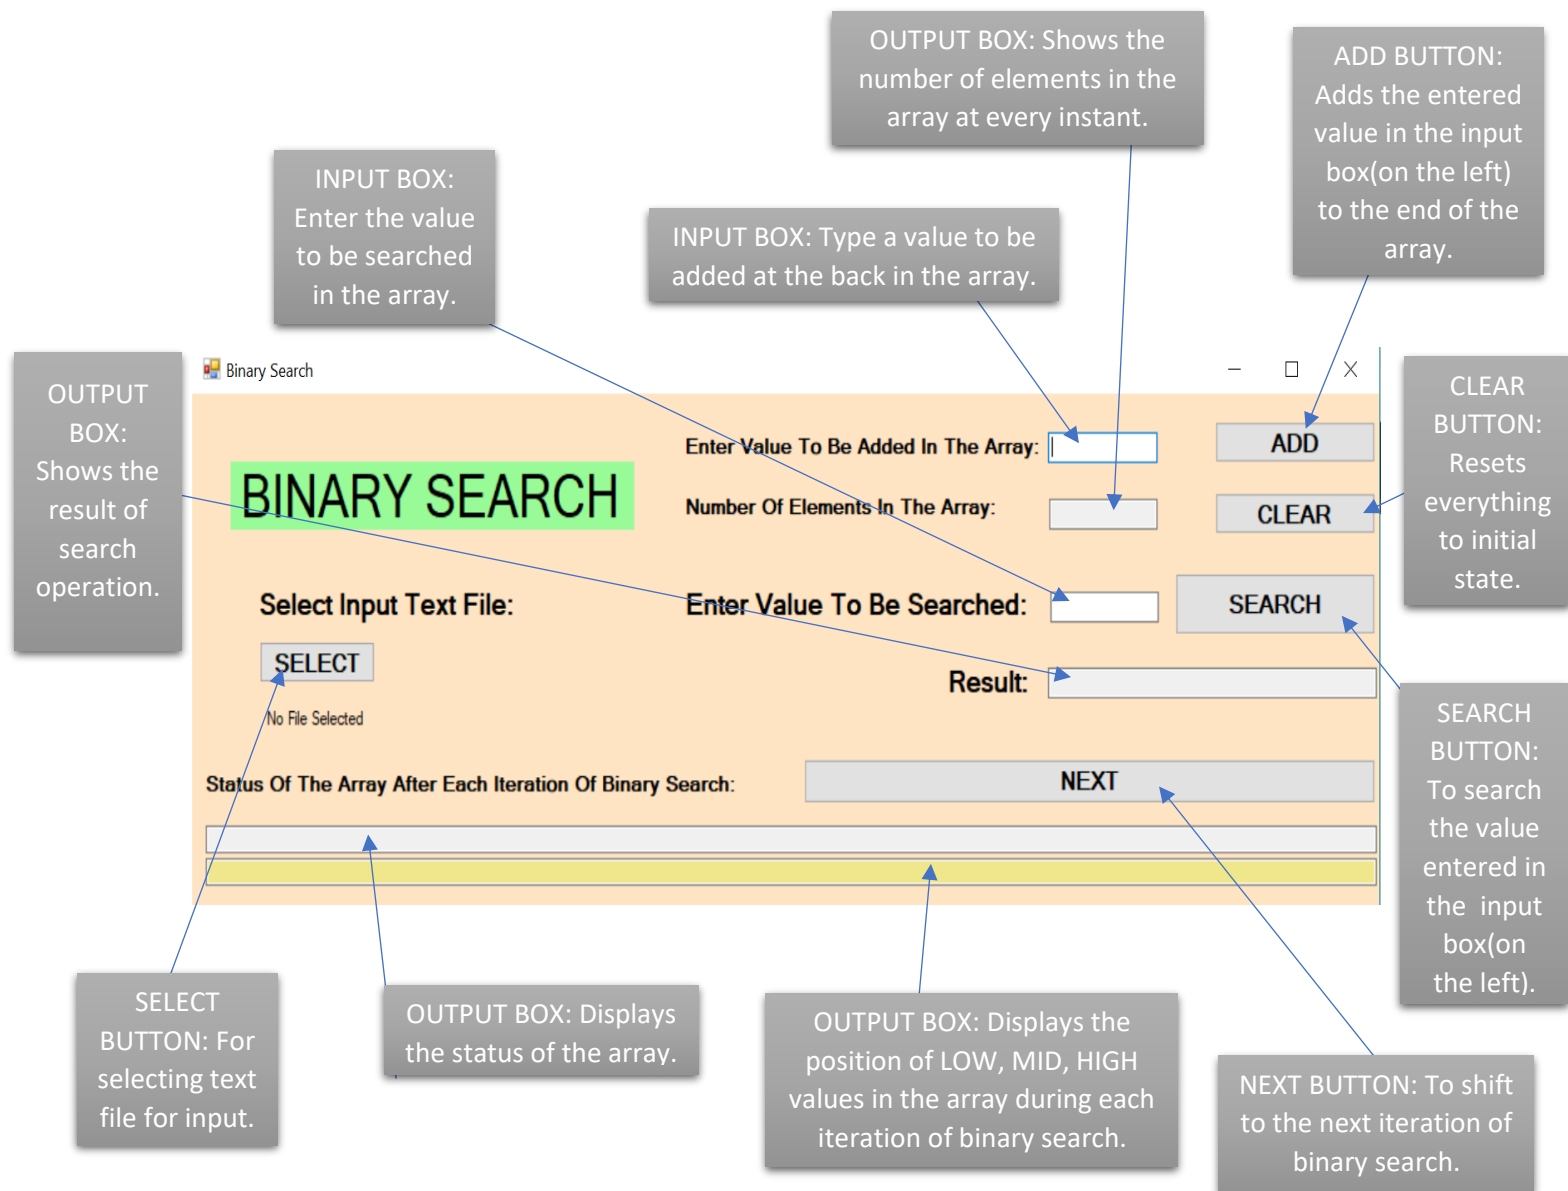 OUTPUT BOX: Shows the
number of elements in the
array at every instant.
ADD BUTTON:
Adds the entered
value in the input
box(on the left)
to the end of the
array.
INPUT BOX:
Enter the value
to be searched
in the array.
INPUT BOX: Type a value to be
added at the back in the array.
OUTPUT
BOX:
Shows the
result of
search
operation.
Binary Search
CLEAR
BUTTON:
Resets
everything
to initial
state.
BINARY SEARCH
Enter Value To Be Added In The Array:
ADD
Number Of Elements In The Array:
CLEAR
Select Input Text File:
SELECT
No File Selected
Enter Value To Be Searched:
SEARCH
Result:
Status Of The Array After Each Iteration Of Binary Search:
NEXT
SEARCH
BUTTON:
To search
the value
entered in
the input
box(on
the left).
SELECT
BUTTON: For
selecting text
file for input.
OUTPUT BOX: Displays
the status of the array.
OUTPUT BOX: Displays the
position of LOW, MID, HIGH
values in the array during each
iteration of binary search.
NEXT BUTTON: To shift
to the next iteration of
binary search.